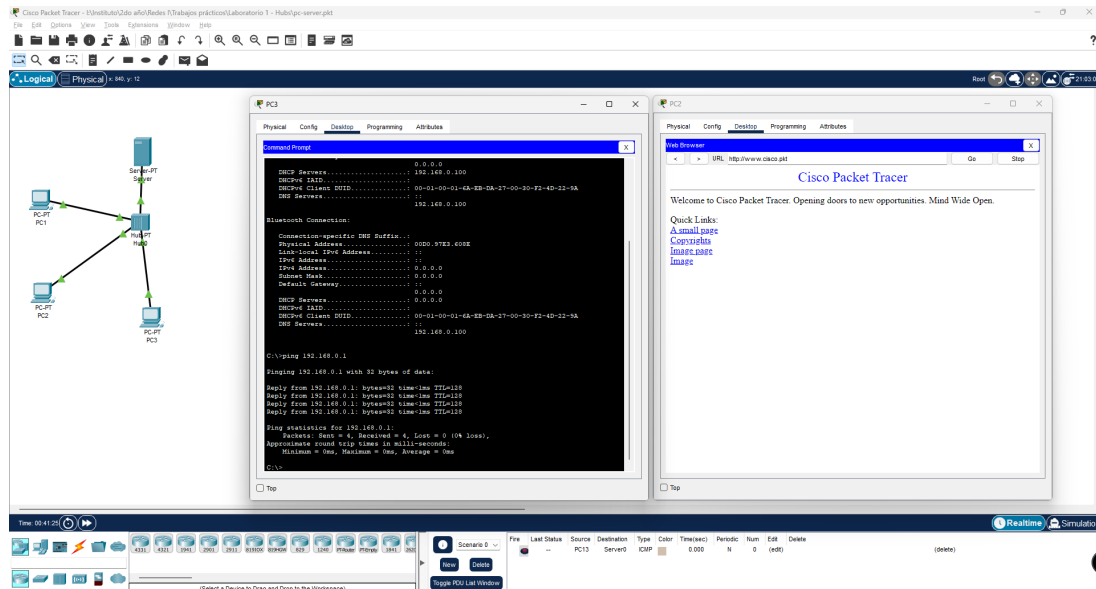 Cisco Packet Tracer - I:\Instituto\2do año\Redes I\Trabajos prácticos\Laboratorio 1 - Hubs\pc-server.pkt
File Edit Options View Tools Extensions Window Help
Logical Physical x: 840, y: 12
Root 21:03:0
Server-PT
Server
PC-PT
PC1
Hub-PT
Hub0
PC-PT
PC2
PC-PT
PC3
PC3
Physical Config Desktop Programming Attributes
Command Prompt X
0.0.0.0
DHCP Servers....................: 192.168.0.100
DHCPv6 IAID.....................:
DHCPv6 Client DUID..............: 00-01-00-01-6A-EB-DA-27-00-30-F2-4D-22-9A
DNS Servers.....................: ::
192.168.0.100
Bluetooth Connection:
Connection-specific DNS Suffix..:
Physical Address................: 00D0.97E3.608E
Link-local IPv6 Address.........: ::
IPv6 Address....................: ::
IPv4 Address....................: 0.0.0.0
Subnet Mask.....................: 0.0.0.0
Default Gateway.................: ::
0.0.0.0
DHCP Servers....................: 0.0.0.0
DHCPv6 IAID.....................:
DHCPv6 Client DUID..............: 00-01-00-01-6A-EB-DA-27-00-30-F2-4D-22-9A
DNS Servers.....................: ::
192.168.0.100
C:\>ping 192.168.0.1
Pinging 192.168.0.1 with 32 bytes of data:
Reply from 192.168.0.1: bytes=32 time<1ms TTL=128
Reply from 192.168.0.1: bytes=32 time<1ms TTL=128
Reply from 192.168.0.1: bytes=32 time<1ms TTL=128
Reply from 192.168.0.1: bytes=32 time<1ms TTL=128
Ping statistics for 192.168.0.1:
Packets: Sent = 4, Received = 4, Lost = 0 (0% loss),
Approximate round trip times in milli-seconds:
Minimum = 0ms, Maximum = 0ms, Average = 0ms
C:\>
Top
PC2
Physical Config Desktop Programming Attributes
Web Browser X
< > URL http://www.cisco.pkt Go Stop
Cisco Packet Tracer
Welcome to Cisco Packet Tracer. Opening doors to new opportunities. Mind Wide Open.
Quick Links:
A small page
Copyrights
Image page
Image
Top
Time: 00:41:25 Realtime Simulatio
4331 4321 1941 2901 2911 819IOX 819HGW 829 1240 PTRouter PTEmpty 1841 2620
(Select a Device to Drag and Drop to the Workspace)
Scenario 0
New Delete
Toggle PDU List Window
Fire Last Status Source Destination Type Color Time(sec) Periodic Num Edit Delete
-- PC13 Server0 ICMP 0.000 N 0 (edit) (delete)